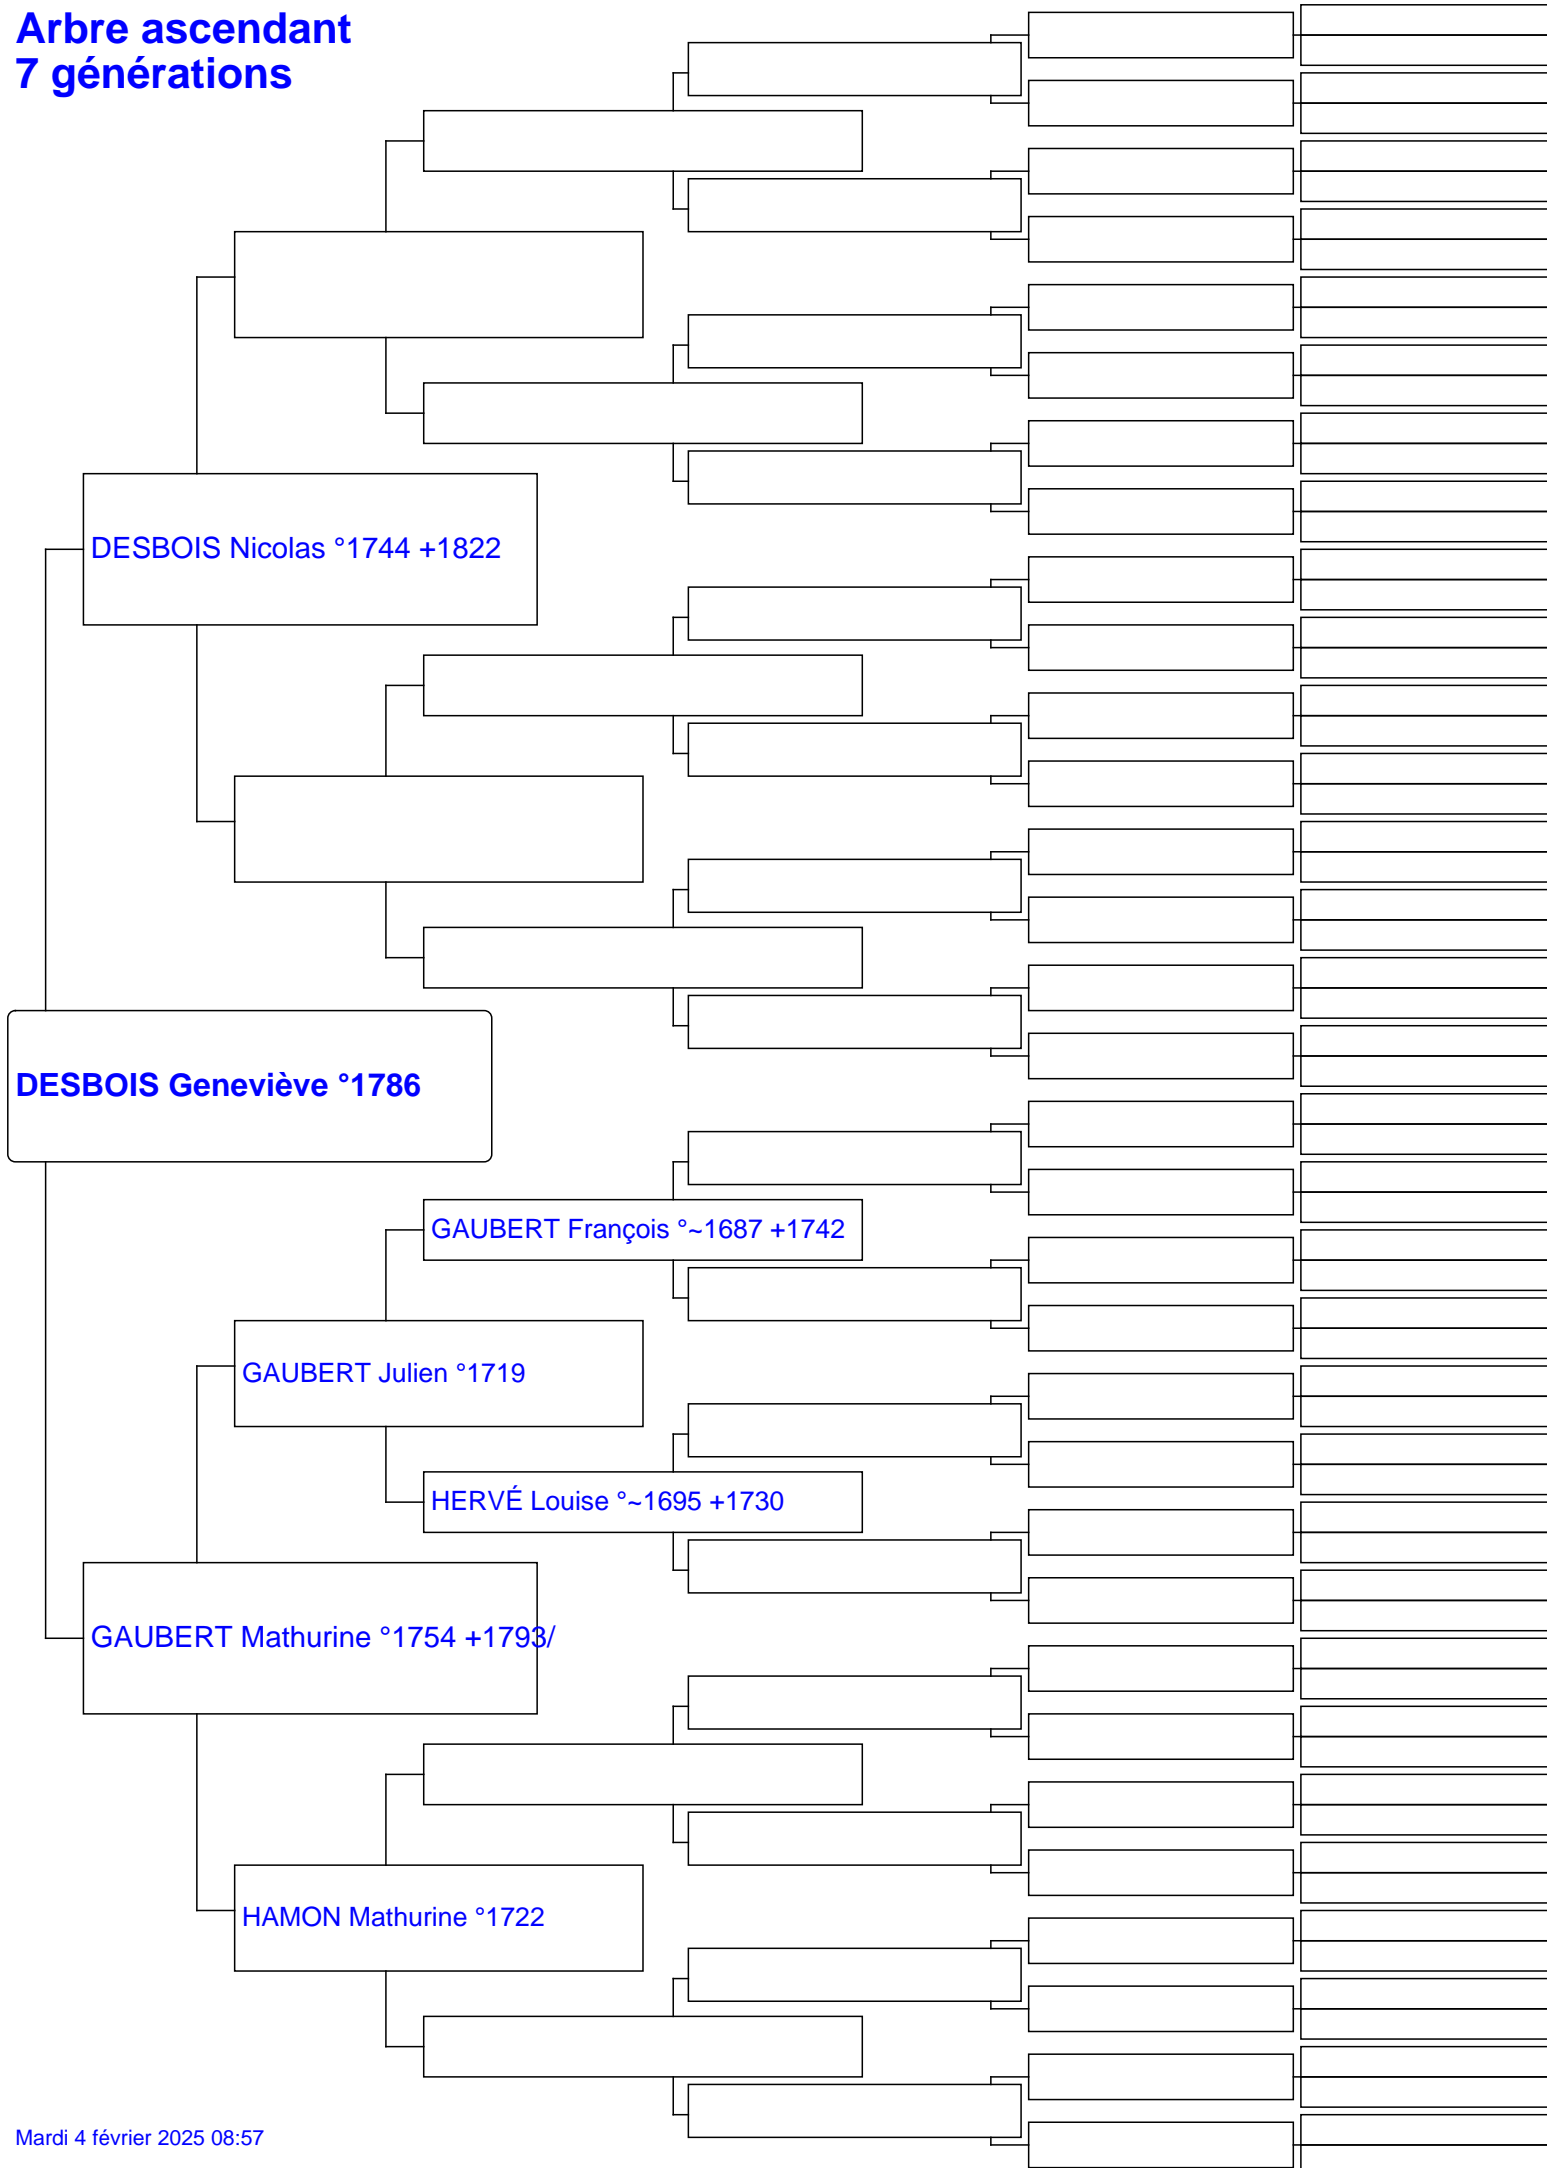 Arbre ascendant
7 générations
DESBOIS Nicolas °1744 +1822
DESBOIS Geneviève °1786
GAUBERT François °~1687 +1742
GAUBERT Julien °1719
HERVÉ Louise °~1695 +1730
GAUBERT Mathurine °1754 +1793/
HAMON Mathurine °1722
Mardi 4 février 2025 08:57